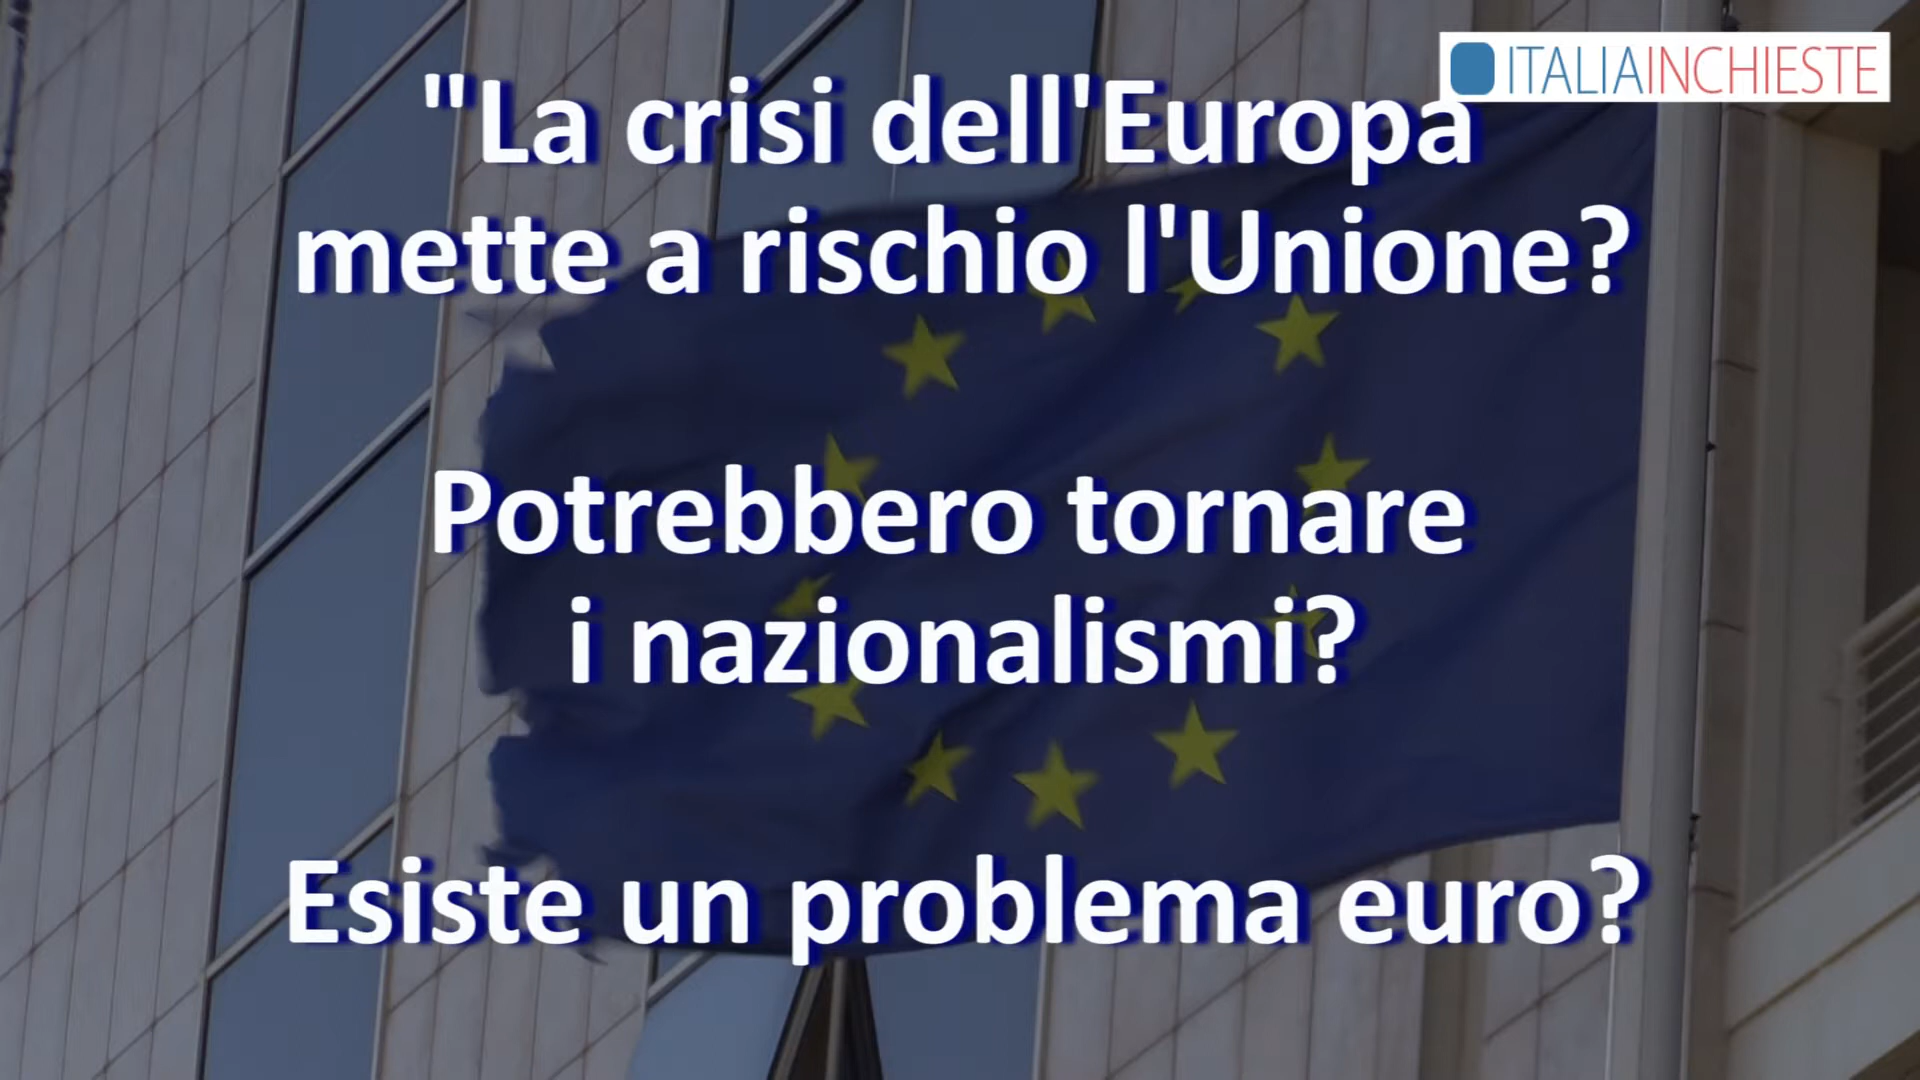 ITALIAINCHIESTE
"La crisi dell'Europa
mette a rischio l'Unione?
Potrebbero tornare
i nazionalismi?
Esiste un problema euro?